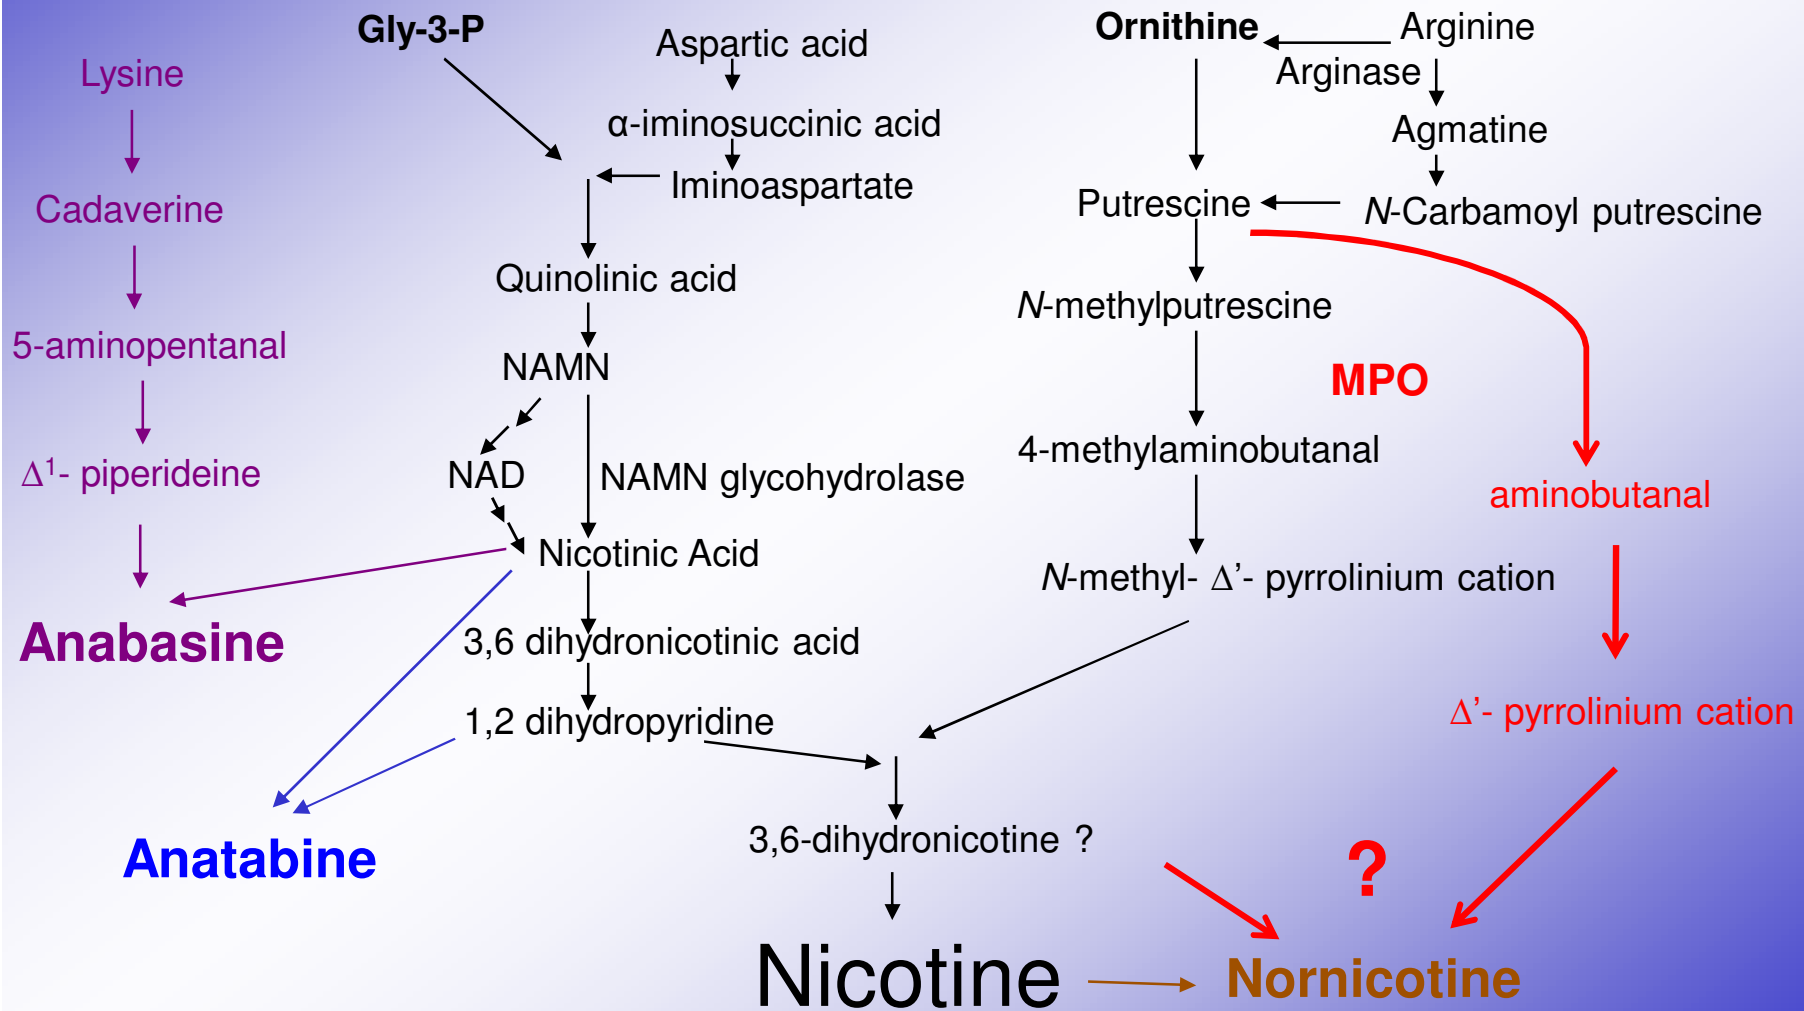 Gly-3-P
Aspartic acid
Ornithine
Arginine
Lysine
Arginase
α-iminosuccinic acid
Agmatine
Iminoaspartate
Cadaverine
Putrescine
N-Carbamoyl putrescine
Quinolinic acid
N-methylputrescine
5-aminopentanal
NAMN
MPO
4-methylaminobutanal
Δ¹- piperideine
NAD
NAMN glycohydrolase
aminobutanal
Nicotinic Acid
N-methyl- Δ’- pyrrolinium cation
Anabasine
3,6 dihydronicotinic acid
1,2 dihydropyridine
Δ’- pyrrolinium cation
3,6-dihydronicotine ?
Anatabine
?
Nicotine
Nornicotine